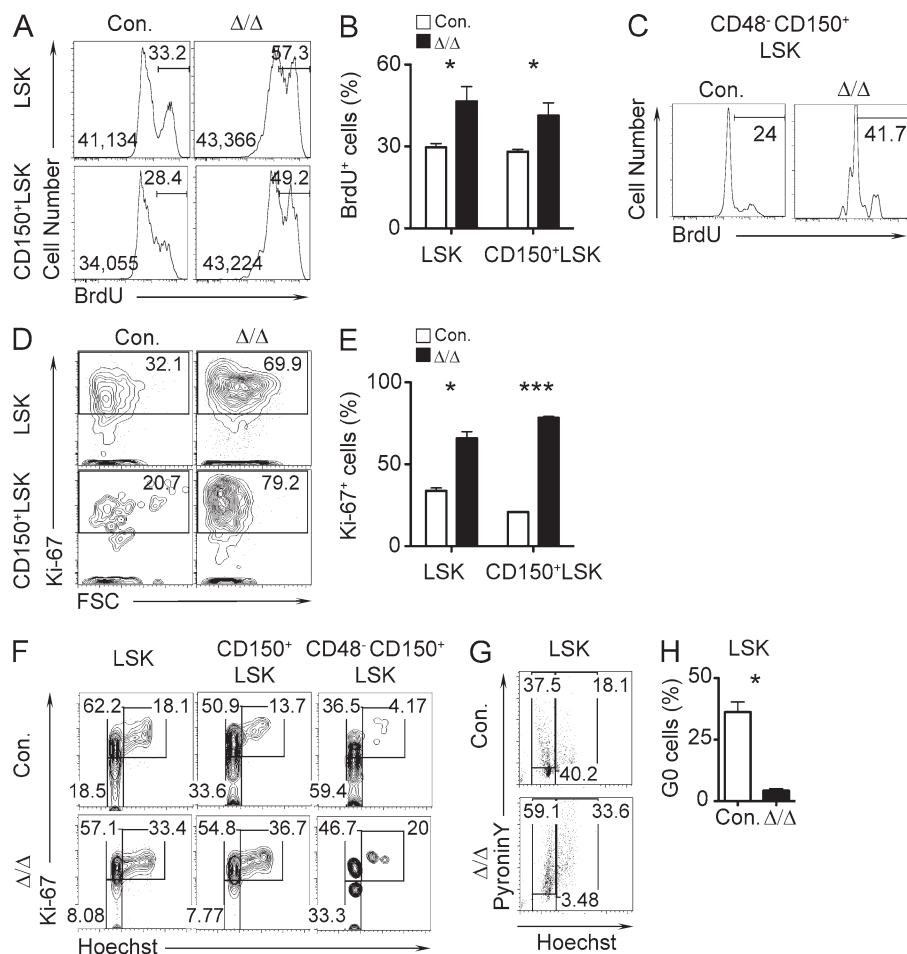 A
Con.
Δ/Δ
LSK
33.2
57.3
41,134
43,366
CD150⁺LSK
Cell Number
28.4
49.2
34,055
43,224
BrdU
B
Con.
Δ/Δ
BrdU⁺ cells (%)
60
30
0
*
*
LSK
CD150⁺LSK
C
CD48⁻ CD150⁺
LSK
Con.
Δ/Δ
Cell Number
24
41.7
BrdU
D
Con.
Δ/Δ
LSK
32.1
69.9
CD150⁺LSK
Ki-67
20.7
79.2
FSC
E
Con.
Δ/Δ
Ki-67⁺ cells (%)
100
50
0
*
***
LSK
CD150⁺LSK
F
LSK
CD150⁺
LSK
CD48⁻ CD150⁺
LSK
Con.
62.2
18.1
18.5
50.9
13.7
33.6
36.5
4.17
59.4
Δ/Δ
Ki-67
57.1
33.4
8.08
54.8
36.7
7.77
46.7
20
33.3
Hoechst
G
LSK
Con.
37.5
18.1
40.2
Δ/Δ
PyroninY
59.1
33.6
3.48
Hoechst
H
LSK
G0 cells (%)
50
25
0
*
Con.
Δ/Δ